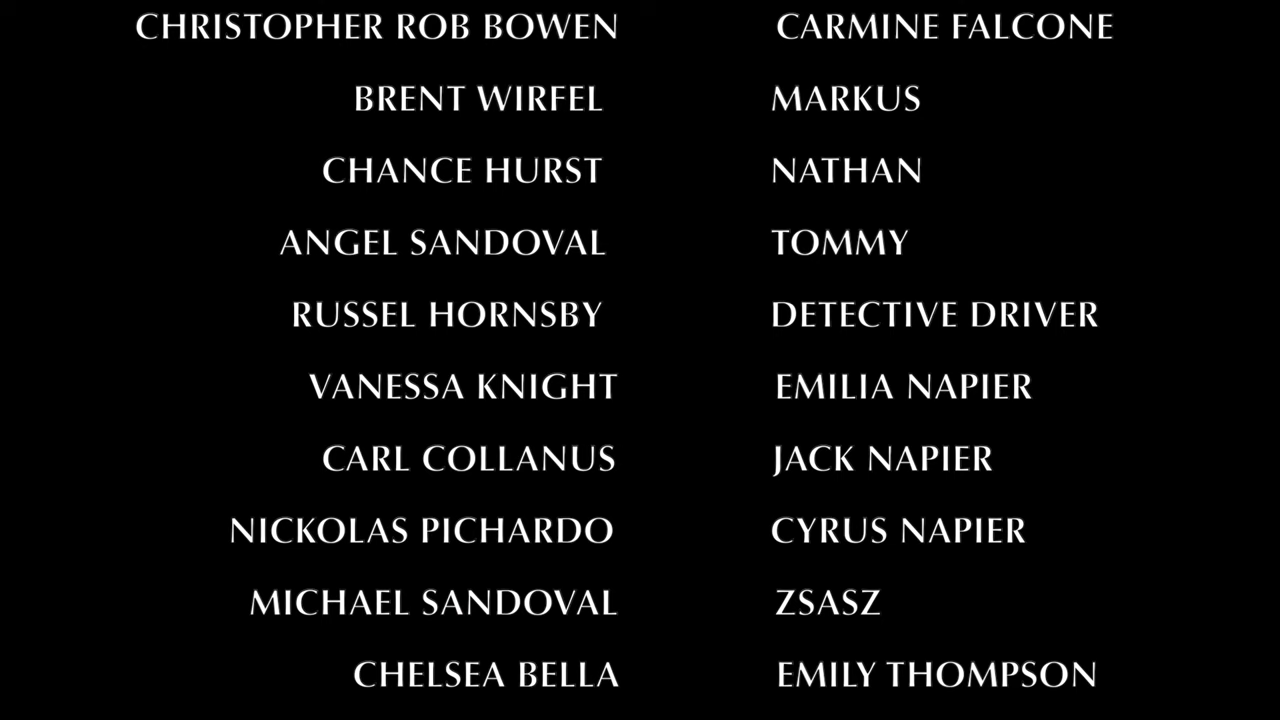 CHRISTOPHER ROB BOWEN CARMINE FALCONE
BRENT WIRFEL MARKUS
CHANCE HURST NATHAN
ANGEL SANDOVAL TOMMY
RUSSEL HORNSBY DETECTIVE DRIVER
VANESSA KNIGHT EMILIA NAPIER
CARL COLLANUS JACK NAPIER
NICKOLAS PICHARDO CYRUS NAPIER
MICHAEL SANDOVAL ZSASZ
CHELSEA BELLA EMILY THOMPSON